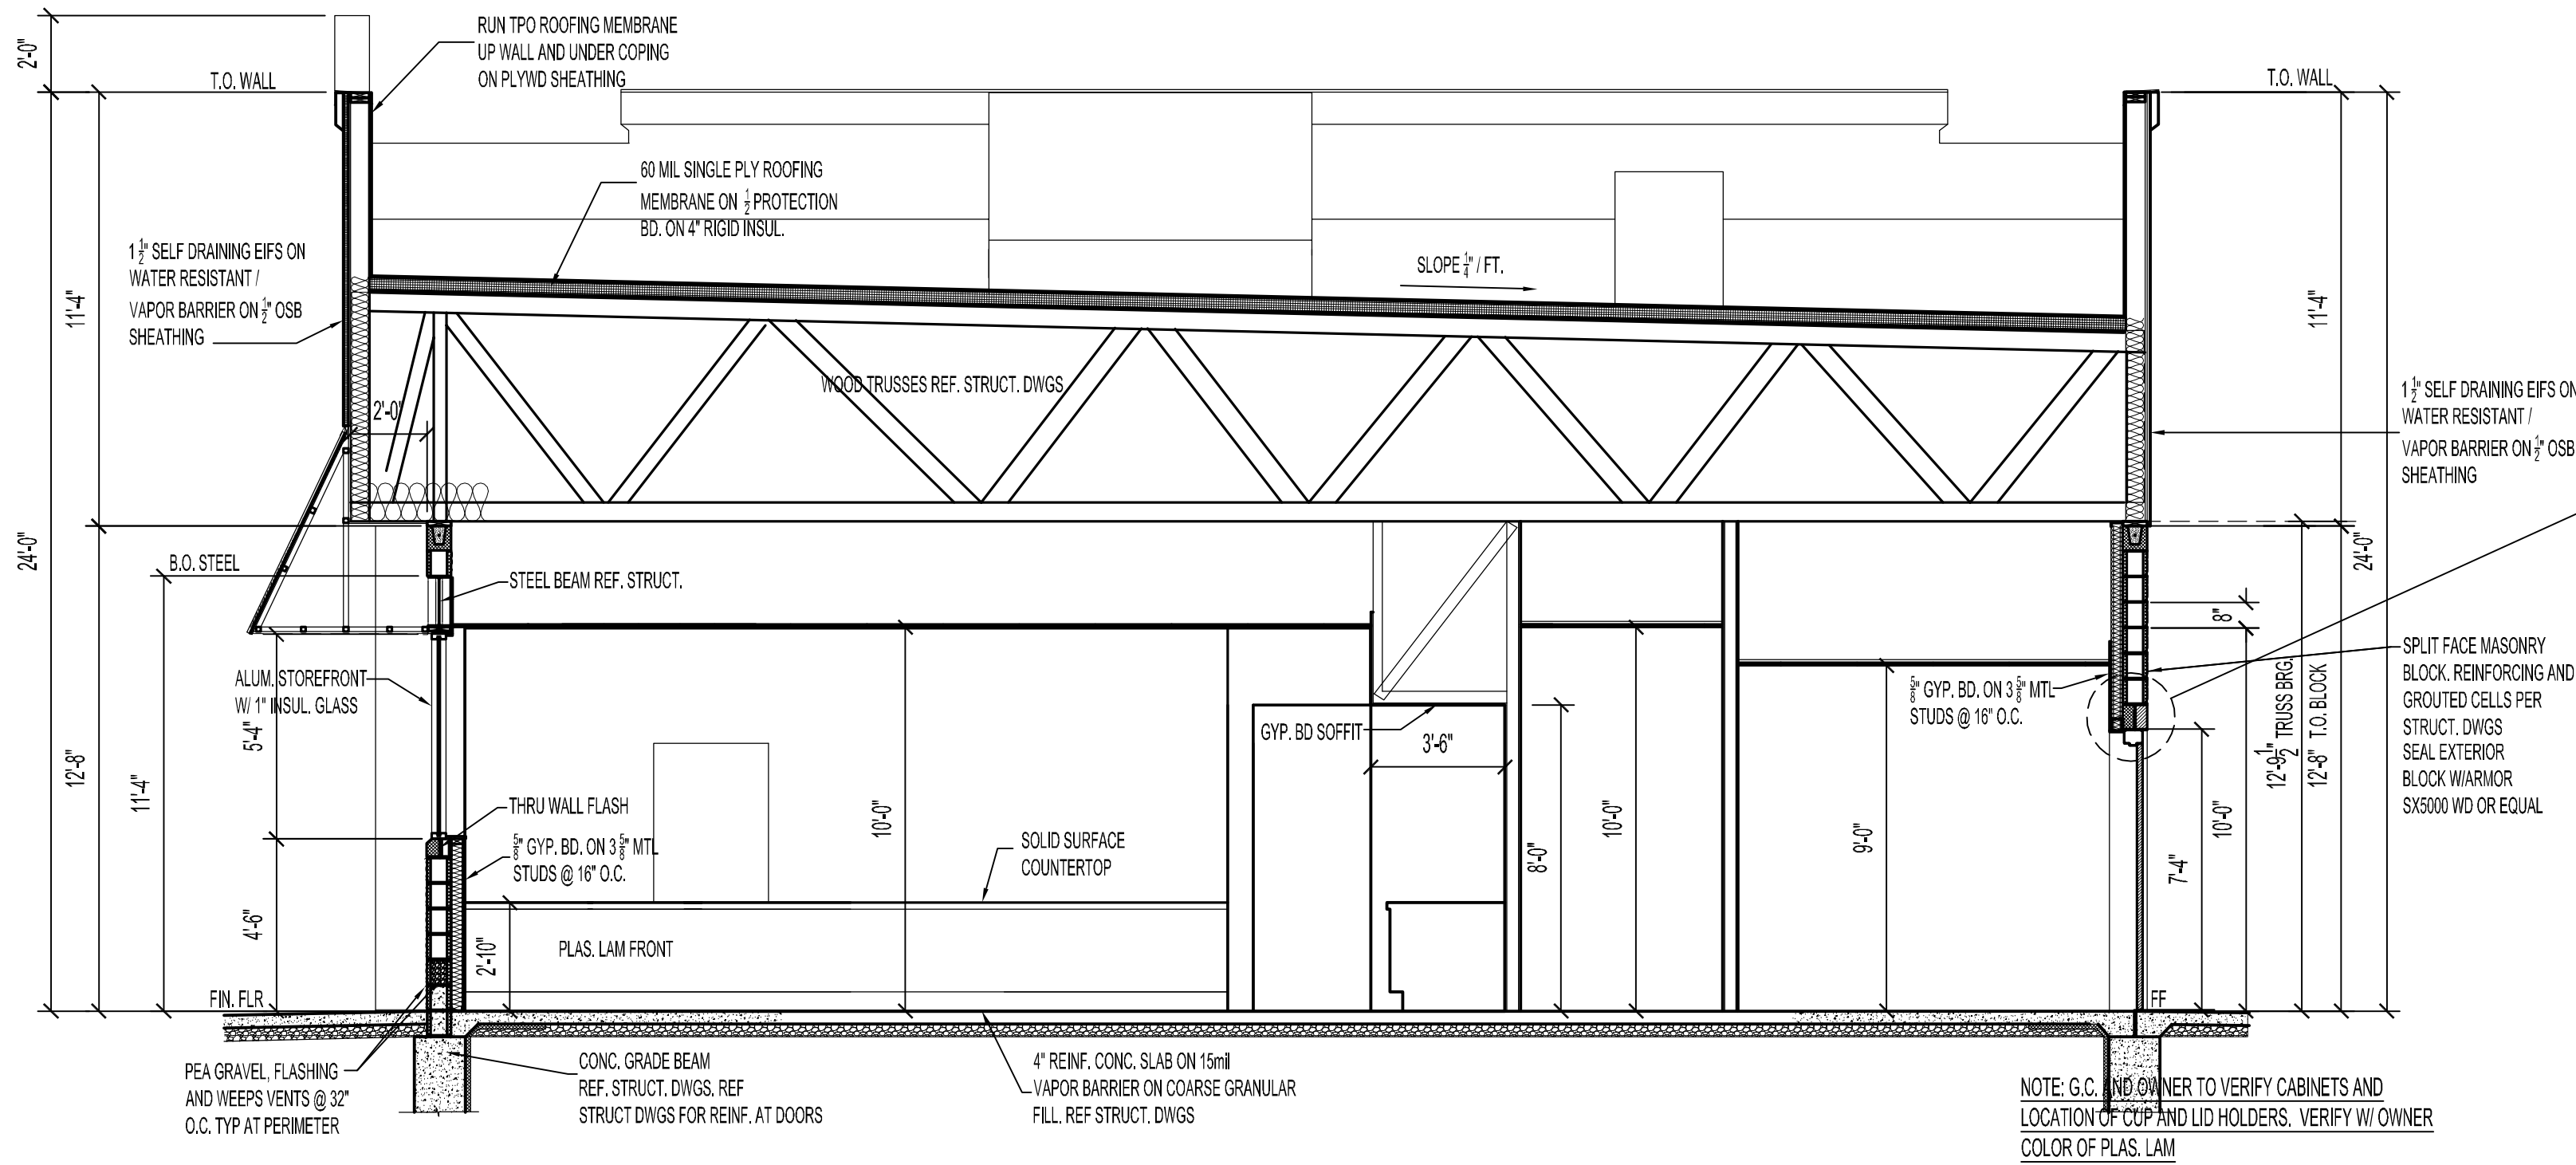 2'-0"
RUN TPO ROOFING MEMBRANE
UP WALL AND UNDER COPING
ON PLYWD SHEATHING
T.O. WALL
T.O. WALL
60 MIL SINGLE PLY ROOFING
MEMBRANE ON 1/2 PROTECTION
BD. ON 4" RIGID INSUL.
1 1/2" SELF DRAINING EIFS ON
WATER RESISTANT /
VAPOR BARRIER ON 1/2" OSB
SHEATHING
SLOPE 1/4" / FT.
11'-4"
11'-4"
WOOD TRUSSES REF. STRUCT. DWGS
2'-0"
1 1/2" SELF DRAINING EIFS ON
WATER RESISTANT /
VAPOR BARRIER ON 1/2" OSB
SHEATHING
24'-0"
24'-0"
B.O. STEEL
STEEL BEAM REF. STRUCT.
8"
ALUM. STOREFRONT
W/ 1" INSUL. GLASS
5'-4"
5/8" GYP. BD. ON 3 5/8" MTL
STUDS @ 16" O.C.
SPLIT FACE MASONRY
BLOCK. REINFORCING AND
GROUTED CELLS PER
STRUCT. DWGS
SEAL EXTERIOR
BLOCK W/ARMOR
SX5000 WD OR EQUAL
GYP. BD SOFFIT
3'-6"
12'-8"
11'-4"
12'-9 1/2" TRUSS BRG.
12'-8" T.O. BLOCK
THRU WALL FLASH
5/8" GYP. BD. ON 3 5/8" MTL
STUDS @ 16" O.C.
10'-0"
SOLID SURFACE
COUNTERTOP
8'-0"
10'-0"
9'-0"
7'-4"
10'-0"
4'-6"
2'-10"
PLAS. LAM FRONT
FIN. FLR
FF
PEA GRAVEL, FLASHING
AND WEEPS VENTS @ 32"
O.C. TYP AT PERIMETER
CONC. GRADE BEAM
REF. STRUCT. DWGS. REF
STRUCT DWGS FOR REINF. AT DOORS
4" REINF. CONC. SLAB ON 15mil
VAPOR BARRIER ON COARSE GRANULAR
FILL. REF STRUCT. DWGS
NOTE: G.C. AND OWNER TO VERIFY CABINETS AND
LOCATION OF CUP AND LID HOLDERS. VERIFY W/ OWNER
COLOR OF PLAS. LAM